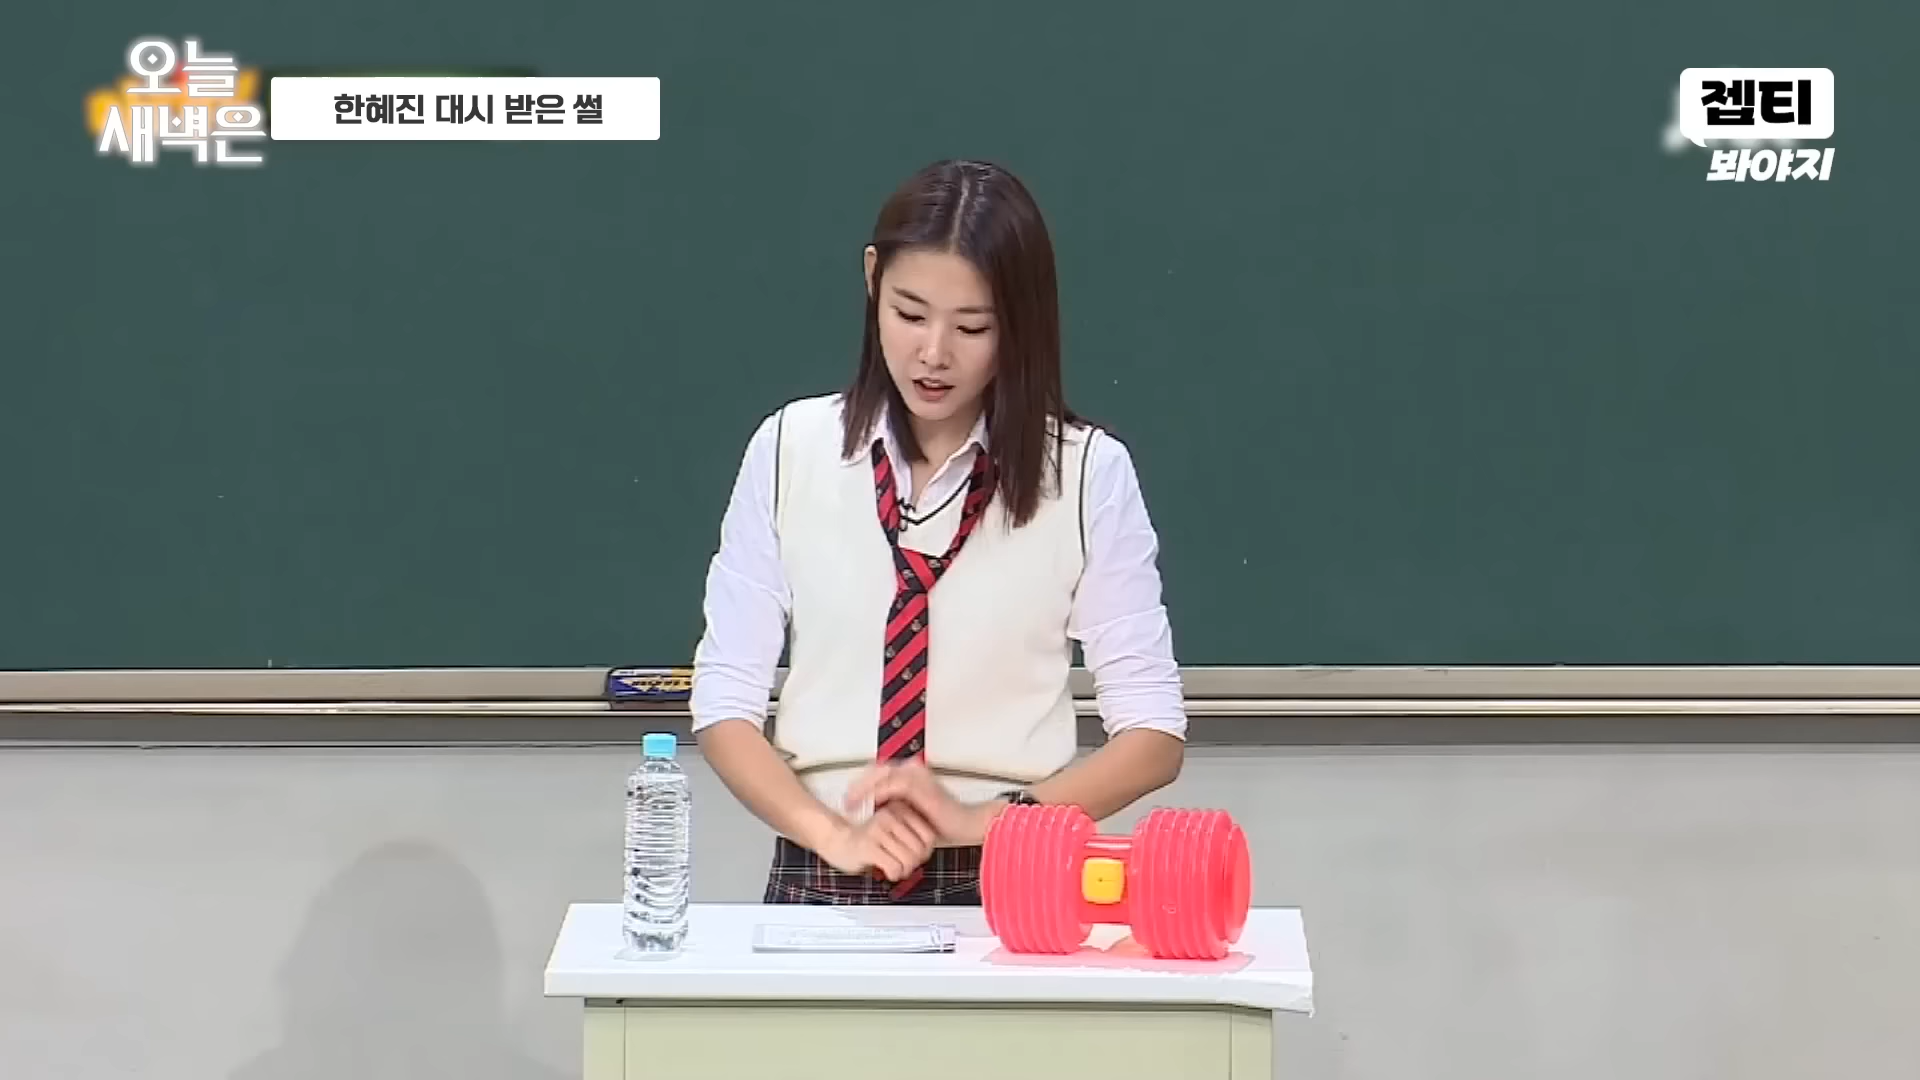 오늘
새벽은
한혜진 대시 받은 썰
젭티
봐야지